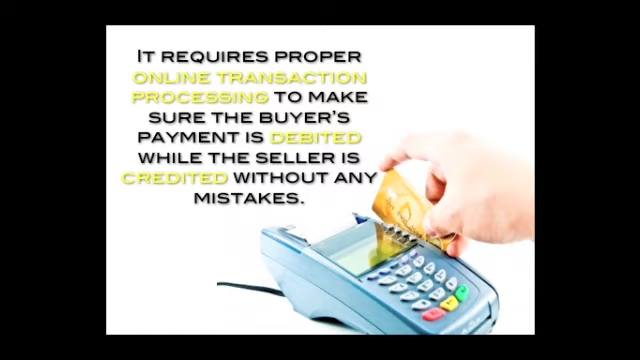 It requires proper
online transaction
processing to make
sure the buyer's
payment is debited
while the seller is
credited without any
mistakes.